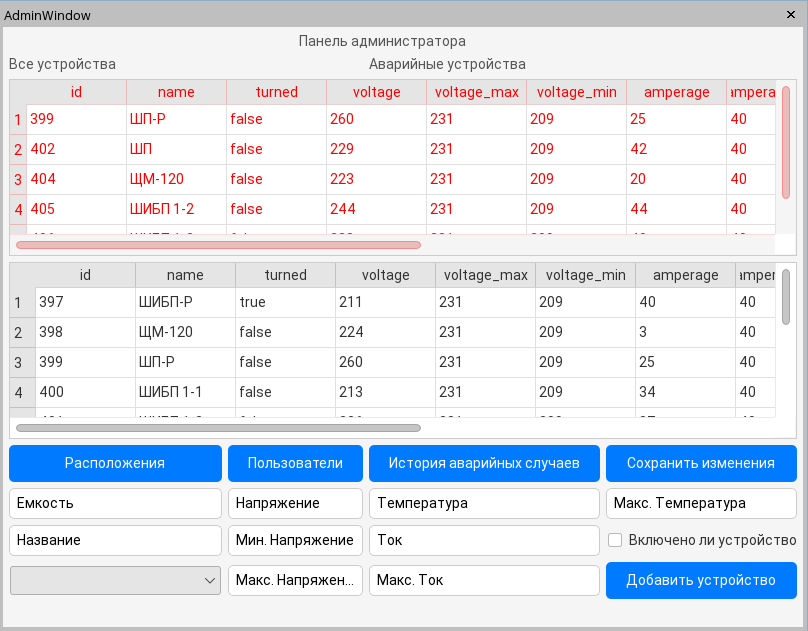 AdminWindow
Панель администратора
Все устройства Аварийные устройства
id name turned voltage voltage_max voltage_min amperage ampera
1 399 ШП-Р false 260 231 209 25 40
2 402 ШП false 229 231 209 42 40
3 404 ЩМ-120 false 223 231 209 20 40
4 405 ШИБП 1-2 false 244 231 209 44 40
id name turned voltage voltage_max voltage_min amperage amper
1 397 ШИБП-Р true 211 231 209 40 40
2 398 ЩМ-120 false 224 231 209 3 40
3 399 ШП-Р false 260 231 209 25 40
4 400 ШИБП 1-1 false 213 231 209 34 40
Расположения Пользователи История аварийных случаев Сохранить изменения
Емкость Напряжение Температура Макс. Температура
Название Мин. Напряжение Ток Включено ли устройство
Макс. Напряжен... Макс. Ток Добавить устройство